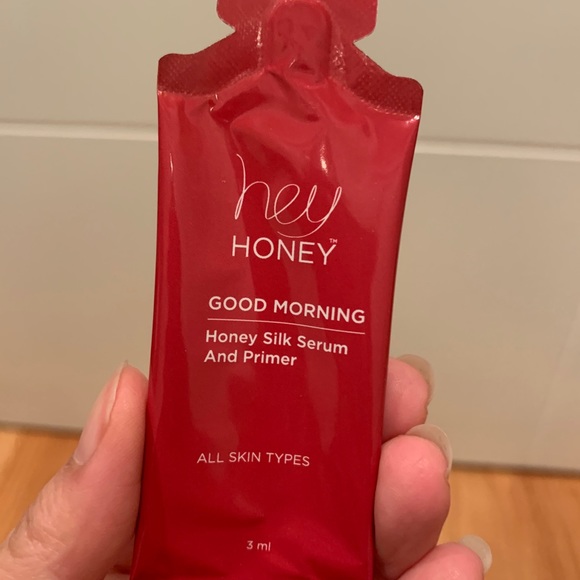 hey
HONEY™
GOOD MORNING
Honey Silk Serum
And Primer
ALL SKIN TYPES
3 ml